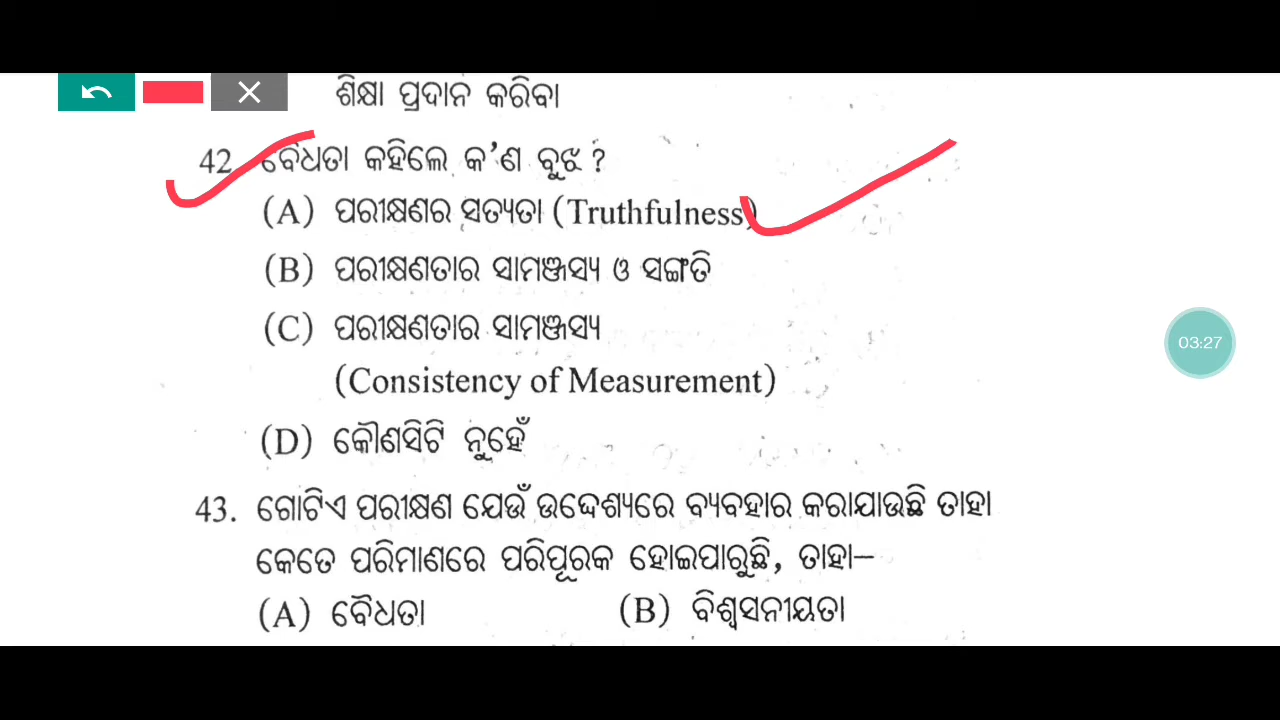 ଶିକ୍ଷା ପ୍ରଦାନ କରିବା
42. ବୈଧତା କହିଲେ କ'ଣ ବୁଝ ?
(A) ପରୀକ୍ଷଣର ସତ୍ୟତା (Truthfulness)
(B) ପରୀକ୍ଷଣତାର ସାମଞ୍ଜସ୍ୟ ଓ ସଙ୍ଗତି
(C) ପରୀକ୍ଷଣତାର ସାମଞ୍ଜସ୍ୟ
(Consistency of Measurement)
(D) କୌଣସିଟି ନୁହେଁ
43. ଗୋଟିଏ ପରୀକ୍ଷଣ ଯେଉଁ ଉଦ୍ଦେଶ୍ୟରେ ବ୍ୟବହାର କରାଯାଉଛି ତାହା
କେତେ ପରିମାଣରେ ପରିପୂରକ ହୋଇପାରୁଛି, ତାହା–
(A) ବୈଧତା (B) ବିଶ୍ୱସନୀୟତା
03:27